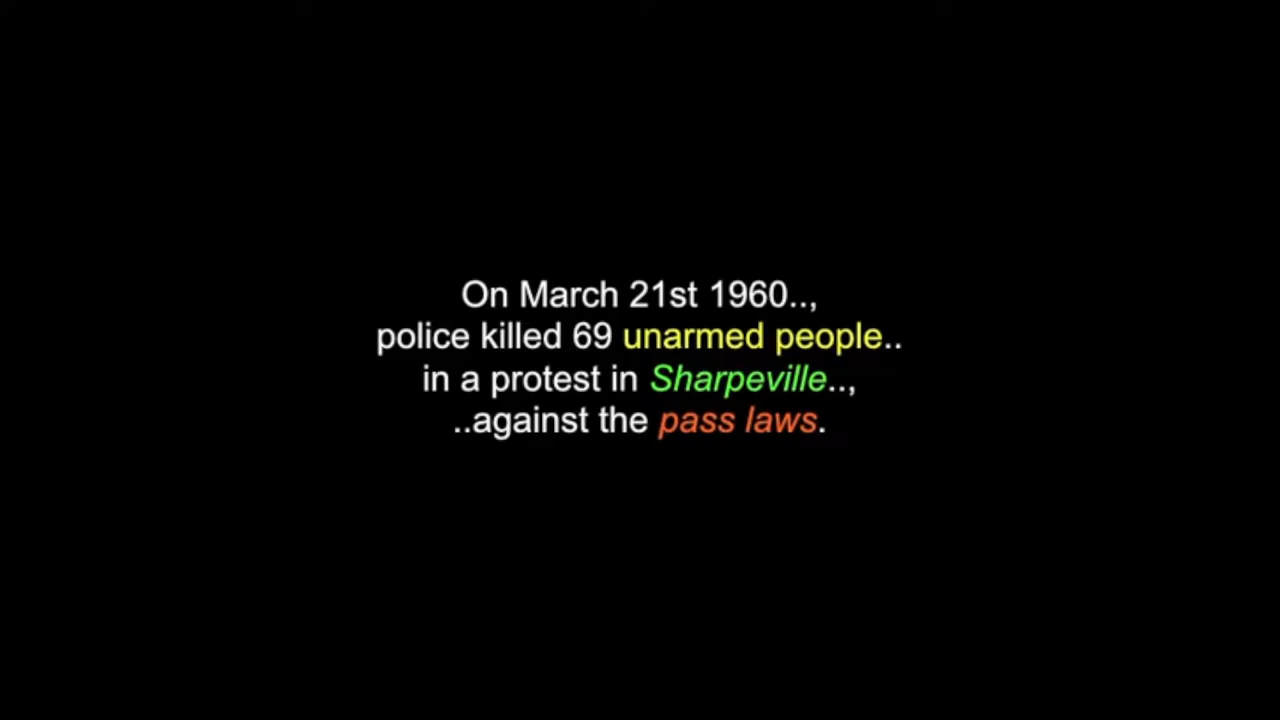 On March 21st 1960..,
police killed 69 unarmed people..
in a protest in Sharpeville..,
..against the pass laws.